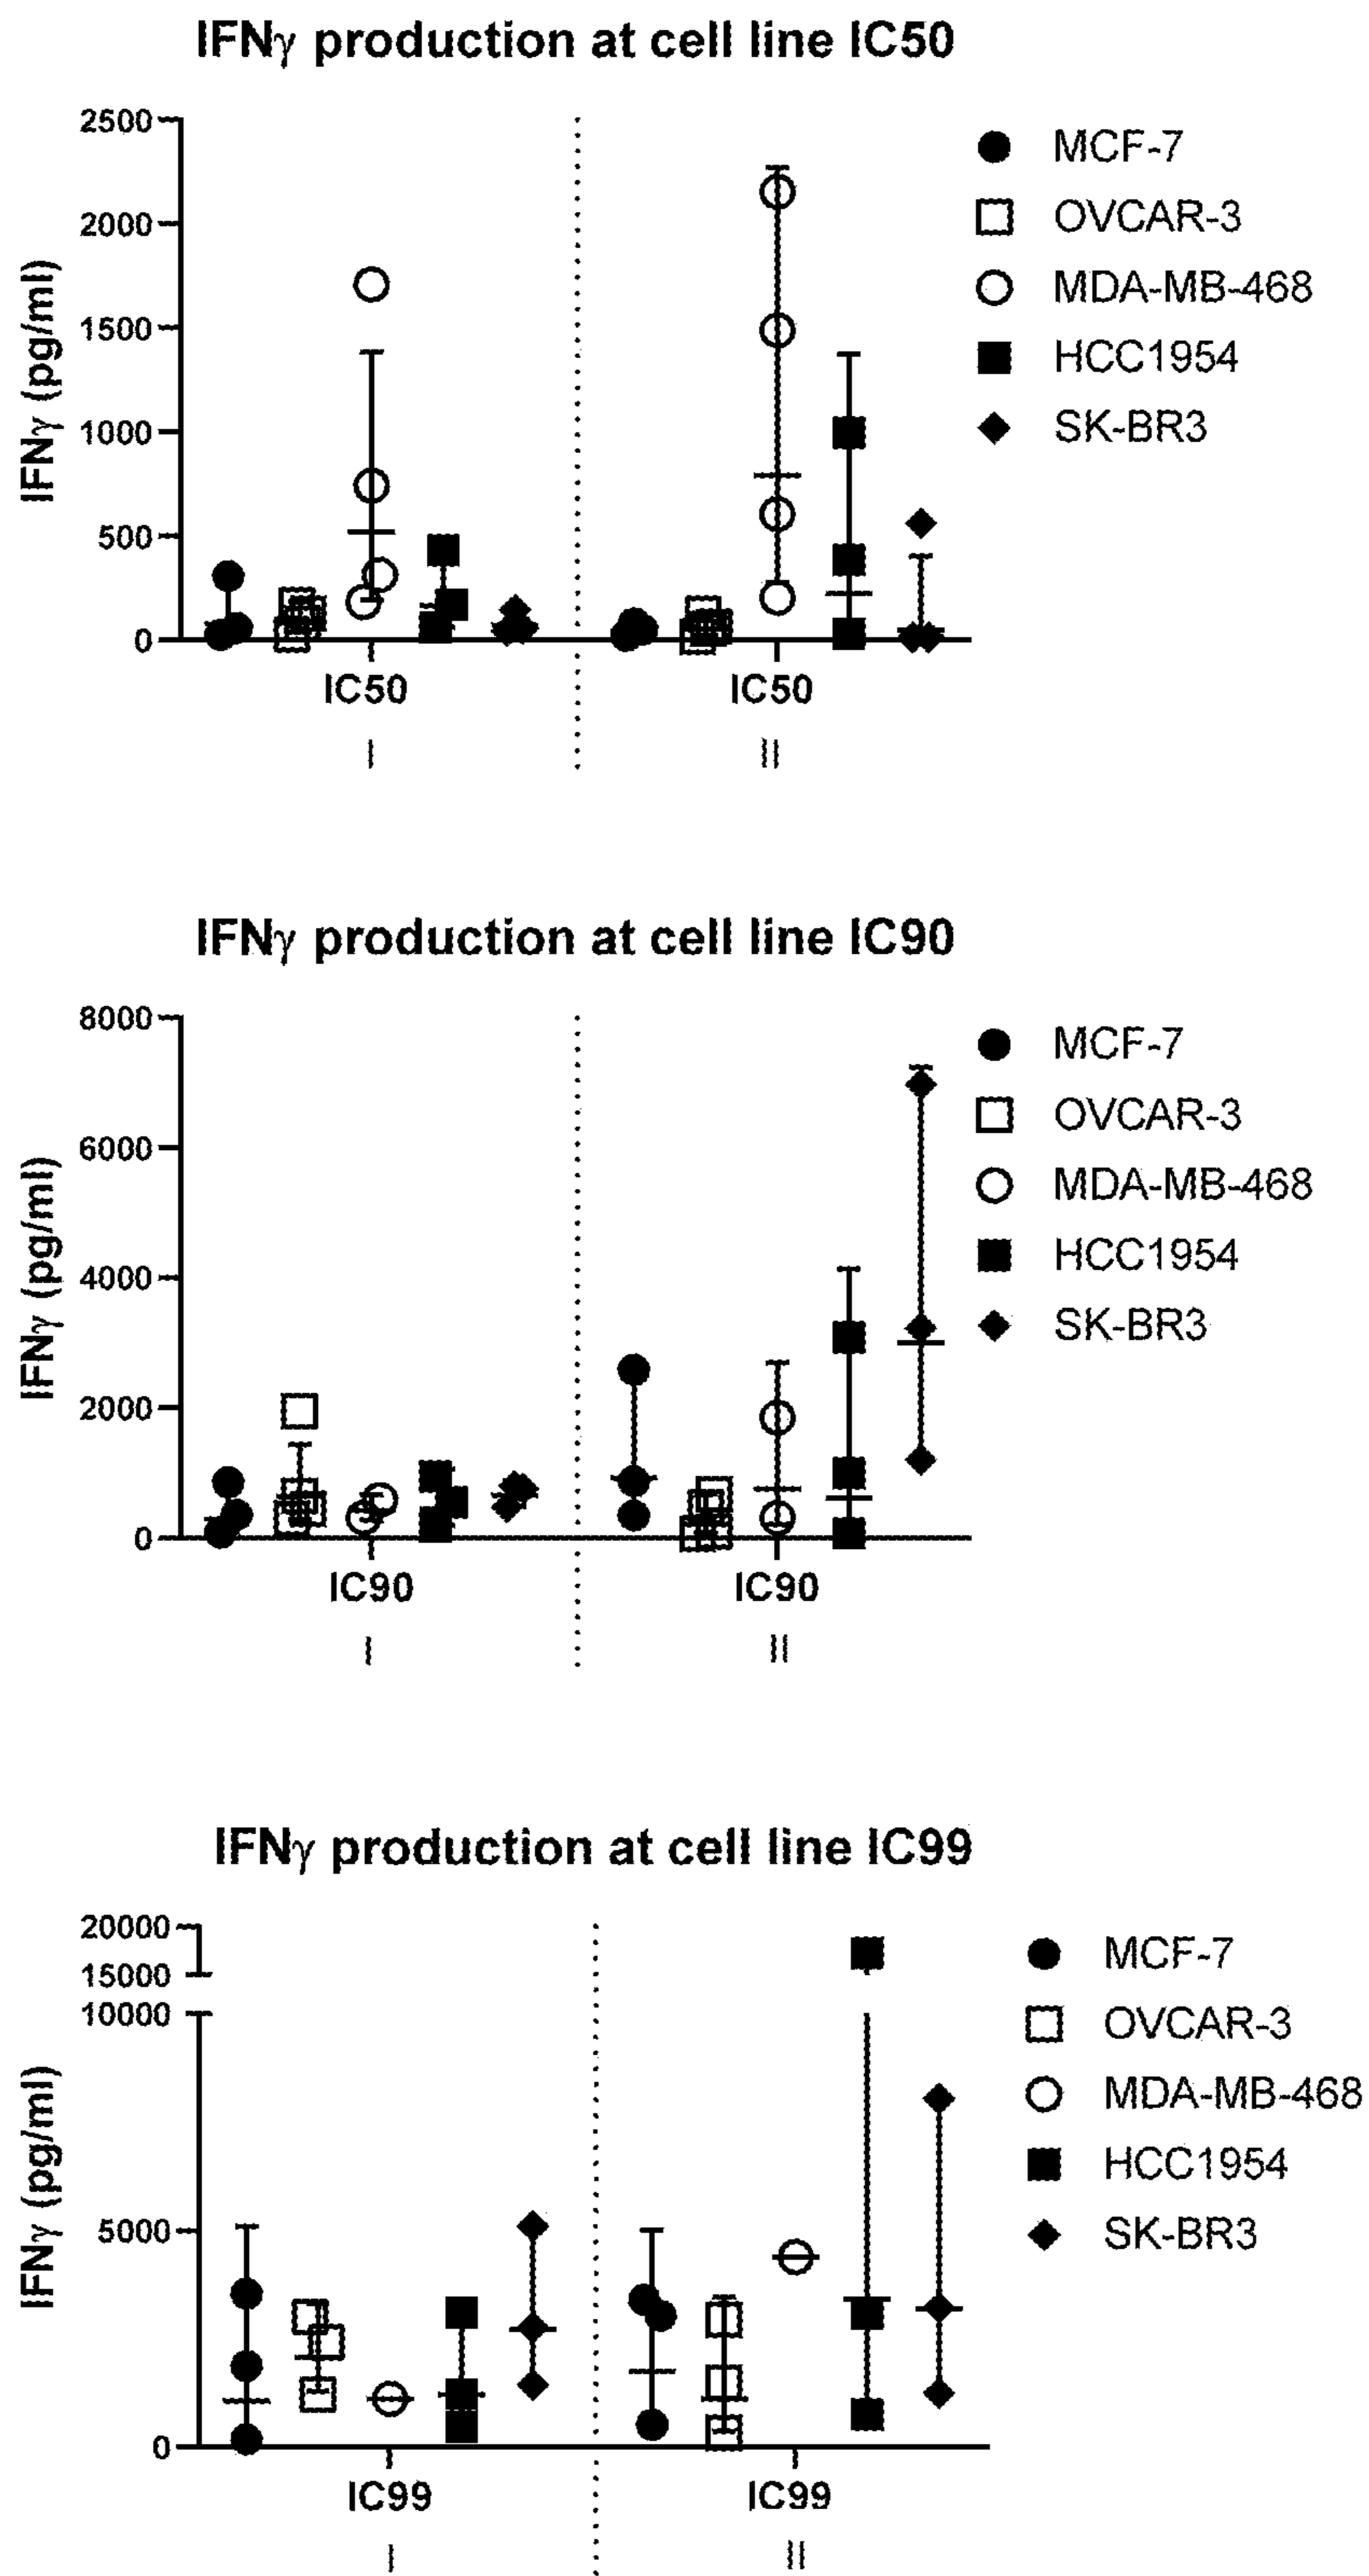 IFNγ production at cell line IC50
IFNγ (pg/ml)
2500
2000
1500
1000
500
0
IC50
IC50
I
II
MCF-7
OVCAR-3
MDA-MB-468
HCC1954
SK-BR3
IFNγ production at cell line IC90
IFNγ (pg/ml)
8000
6000
4000
2000
0
IC90
IC90
I
II
MCF-7
OVCAR-3
MDA-MB-468
HCC1954
SK-BR3
IFNγ production at cell line IC99
IFNγ (pg/ml)
20000
15000
10000
5000
0
IC99
IC99
I
II
MCF-7
OVCAR-3
MDA-MB-468
HCC1954
SK-BR3